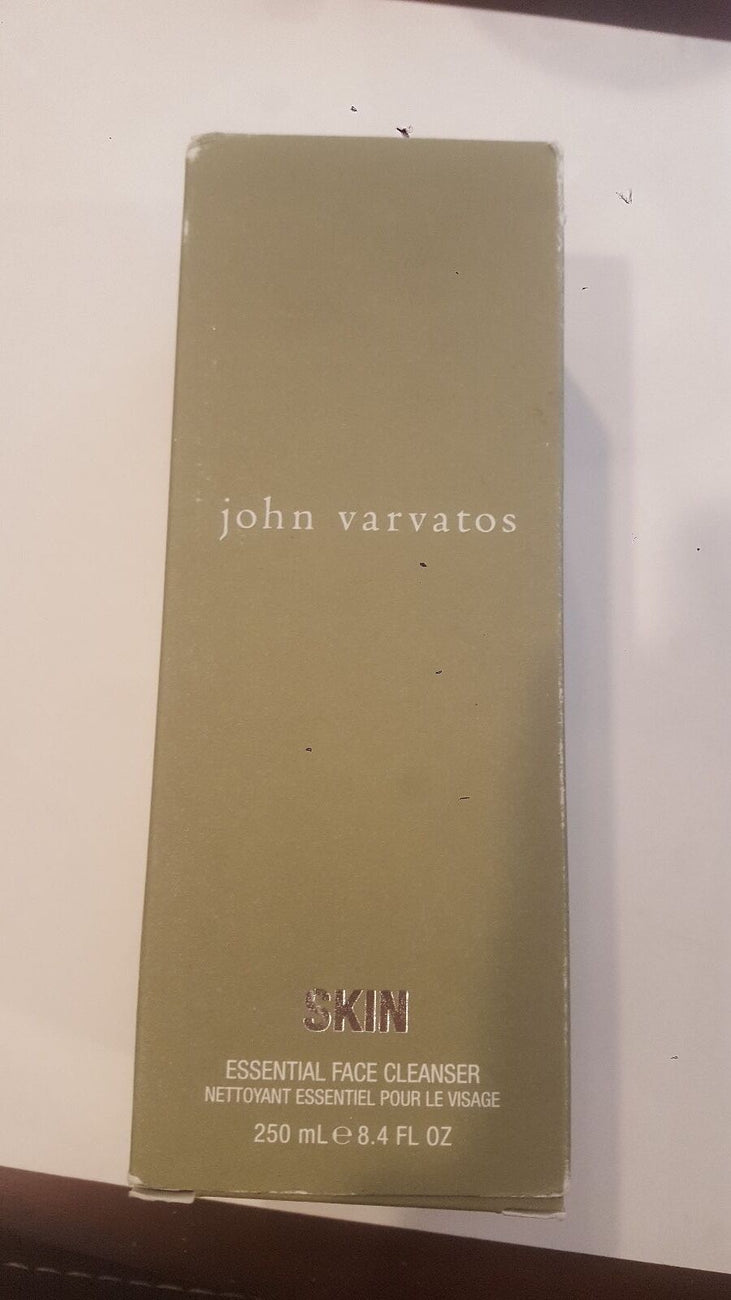 john varvatos
SKIN
ESSENTIAL FACE CLEANSER
NETTOYANT ESSENTIEL POUR LE VISAGE
250 mL ℮ 8.4 FL OZ